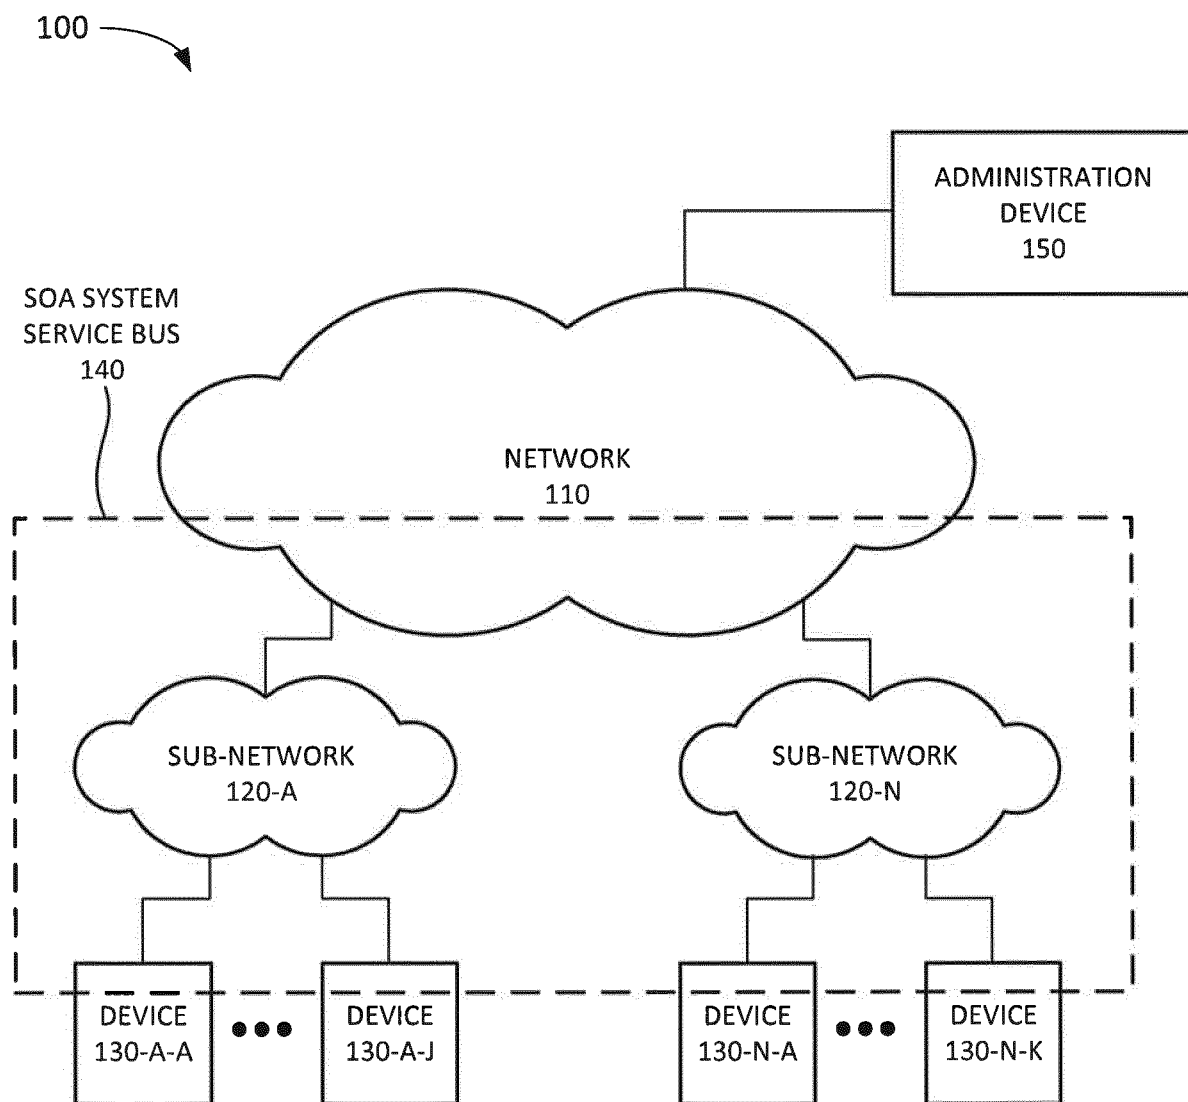 100
ADMINISTRATION
DEVICE
150
SOA SYSTEM
SERVICE BUS
140
NETWORK
110
SUB-NETWORK
120-A
SUB-NETWORK
120-N
DEVICE
130-A-A
DEVICE
130-A-J
DEVICE
130-N-A
DEVICE
130-N-K